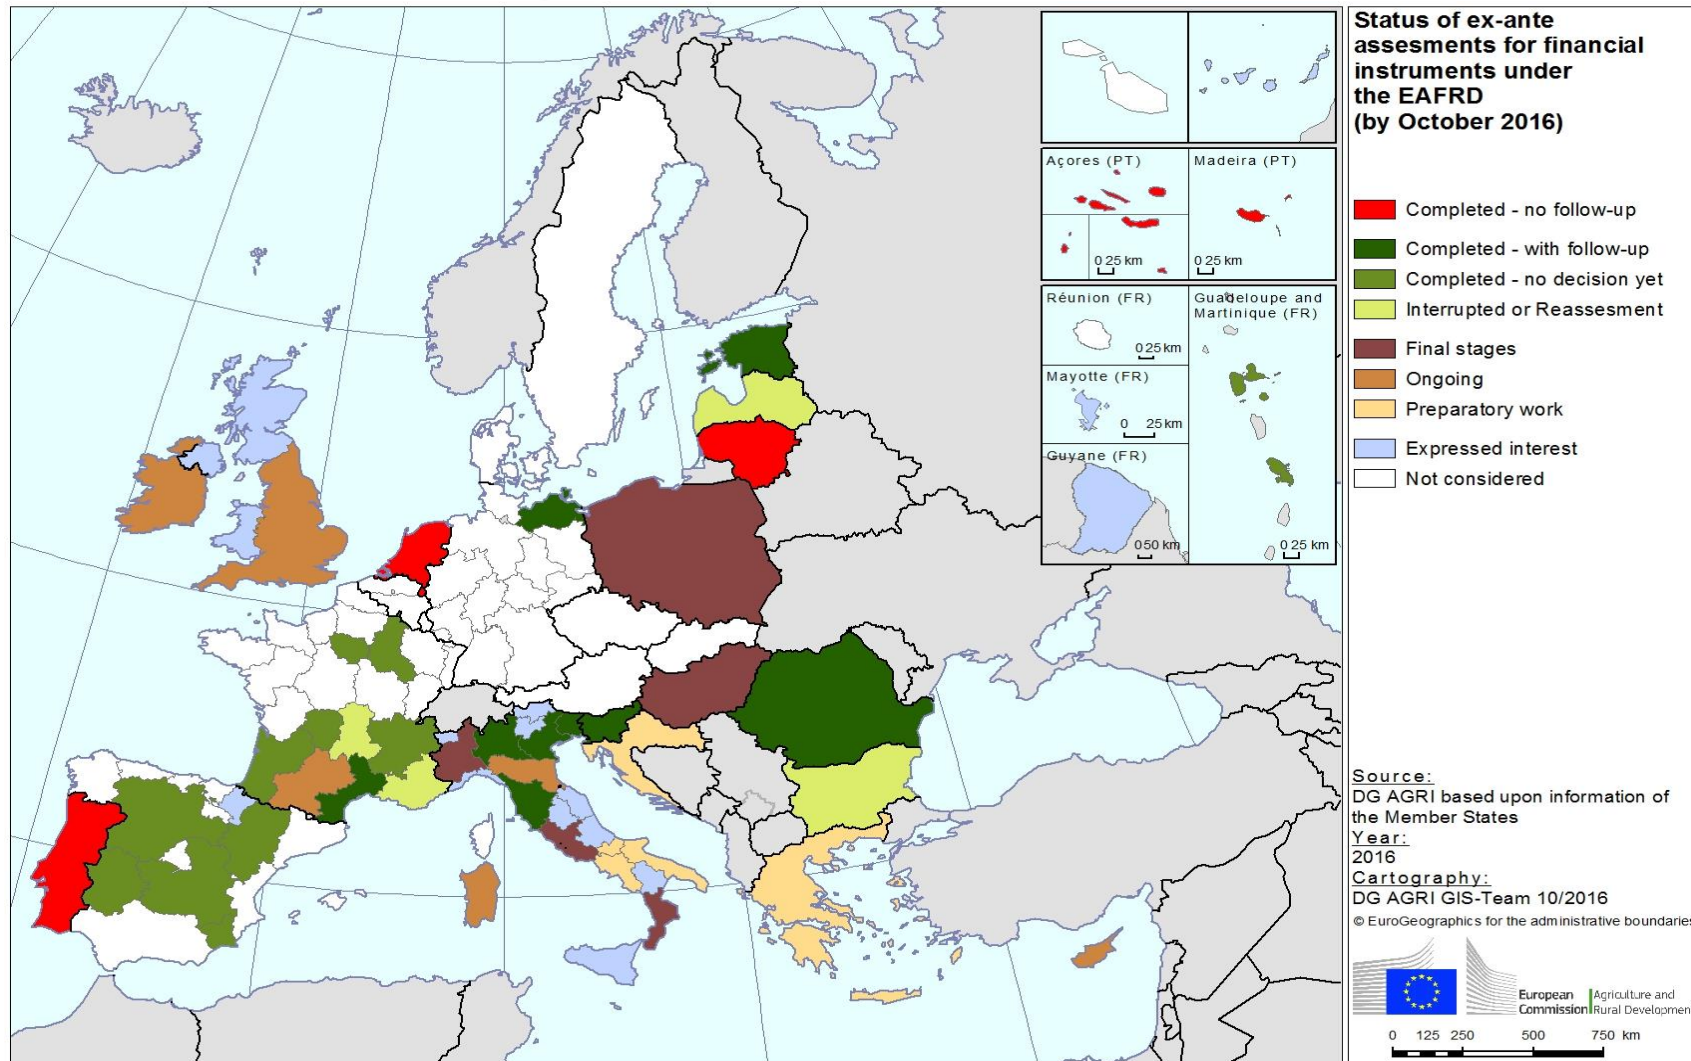 Status of ex-ante
assesments for financial
instruments under
the EAFRD
(by October 2016)
Completed - no follow-up
Completed - with follow-up
Completed - no decision yet
Interrupted or Reassesment
Final stages
Ongoing
Preparatory work
Expressed interest
Not considered
Açores (PT)
Madeira (PT)
0 25 km
0 25 km
Réunion (FR)
Guadeloupe and
Martinique (FR)
0 25 km
Mayotte (FR)
0 25 km
Guyane (FR)
0 50 km
0 25 km
Source:
DG AGRI based upon information of
the Member States
Year:
2016
Cartography:
DG AGRI GIS-Team 10/2016
© EuroGeographics for the administrative boundaries
European
Commission
Agriculture and
Rural Developmen
0 125 250 500 750 km